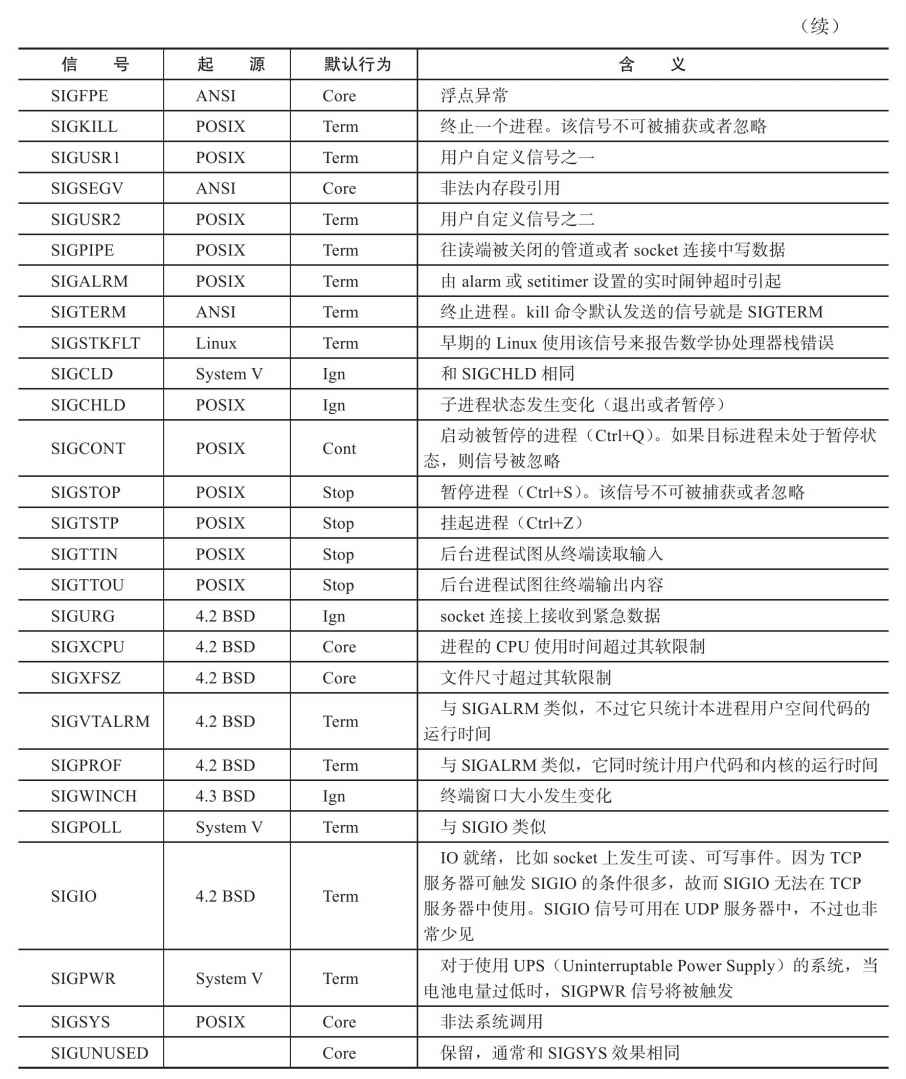 （续）
信 号 起 源 默认行为 含 义
SIGFPE ANSI Core 浮点异常
SIGKILL POSIX Term 终止一个进程。该信号不可被捕获或者忽略
SIGUSR1 POSIX Term 用户自定义信号之一
SIGSEGV ANSI Core 非法内存段引用
SIGUSR2 POSIX Term 用户自定义信号之二
SIGPIPE POSIX Term 往读端被关闭的管道或者 socket 连接中写数据
SIGALRM POSIX Term 由 alarm 或 setitimer 设置的实时闹钟超时引起
SIGTERM ANSI Term 终止进程。kill 命令默认发送的信号就是 SIGTERM
SIGSTKFLT Linux Term 早期的 Linux 使用该信号来报告数学协处理器栈错误
SIGCLD System V Ign 和 SIGCHLD 相同
SIGCHLD POSIX Ign 子进程状态发生变化（退出或者暂停）
SIGCONT POSIX Cont 启动被暂停的进程（Ctrl+Q）。如果目标进程未处于暂停状
态，则信号被忽略
SIGSTOP POSIX Stop 暂停进程（Ctrl+S）。该信号不可被捕获或者忽略
SIGTSTP POSIX Stop 挂起进程（Ctrl+Z）
SIGTTIN POSIX Stop 后台进程试图从终端读取输入
SIGTTOU POSIX Stop 后台进程试图往终端输出内容
SIGURG 4.2 BSD Ign socket 连接上接收到紧急数据
SIGXCPU 4.2 BSD Core 进程的 CPU 使用时间超过其软限制
SIGXFSZ 4.2 BSD Core 文件尺寸超过其软限制
SIGVTALRM 4.2 BSD Term 与 SIGALRM 类似，不过它只统计本进程用户空间代码的
运行时间
SIGPROF 4.2 BSD Term 与 SIGALRM 类似，它同时统计用户代码和内核的运行时间
SIGWINCH 4.3 BSD Ign 终端窗口大小发生变化
SIGPOLL System V Term 与 SIGIO 类似
SIGIO 4.2 BSD Term IO 就绪，比如 socket 上发生可读、可写事件。因为 TCP
服务器可触发 SIGIO 的条件很多，故而 SIGIO 无法在 TCP
服务器中使用。SIGIO 信号可用在 UDP 服务器中，不过也非
常少见
SIGPWR System V Term 对于使用 UPS（Uninterruptable Power Supply）的系统，当
电池电量过低时，SIGPWR 信号将被触发
SIGSYS POSIX Core 非法系统调用
SIGUNUSED Core 保留，通常和 SIGSYS 效果相同